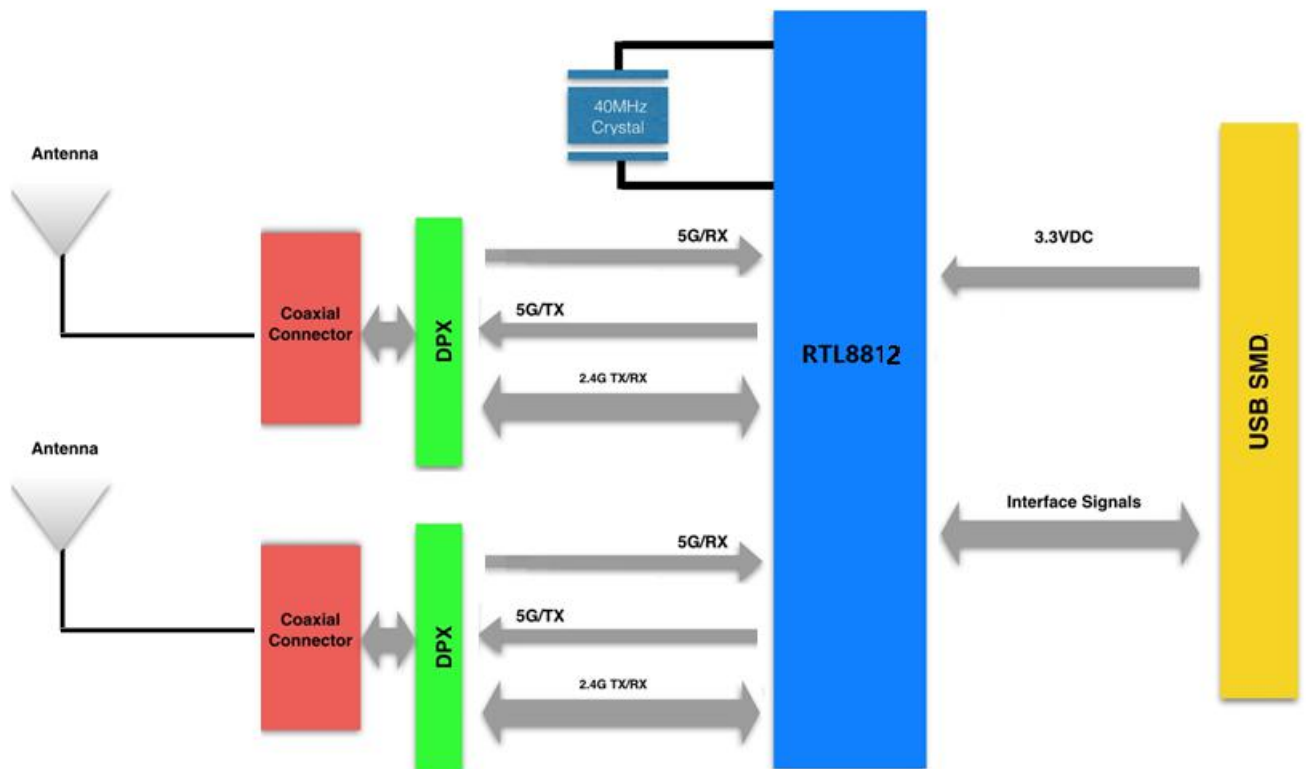 40MHz
Crystal
Antenna
5G/RX
3.3VDC
5G/TX
Coaxial
Connector
DPX
RTL8812
2.4G TX/RX
USB SMD
Antenna
Interface Signals
5G/RX
5G/TX
Coaxial
Connector
DPX
2.4G TX/RX